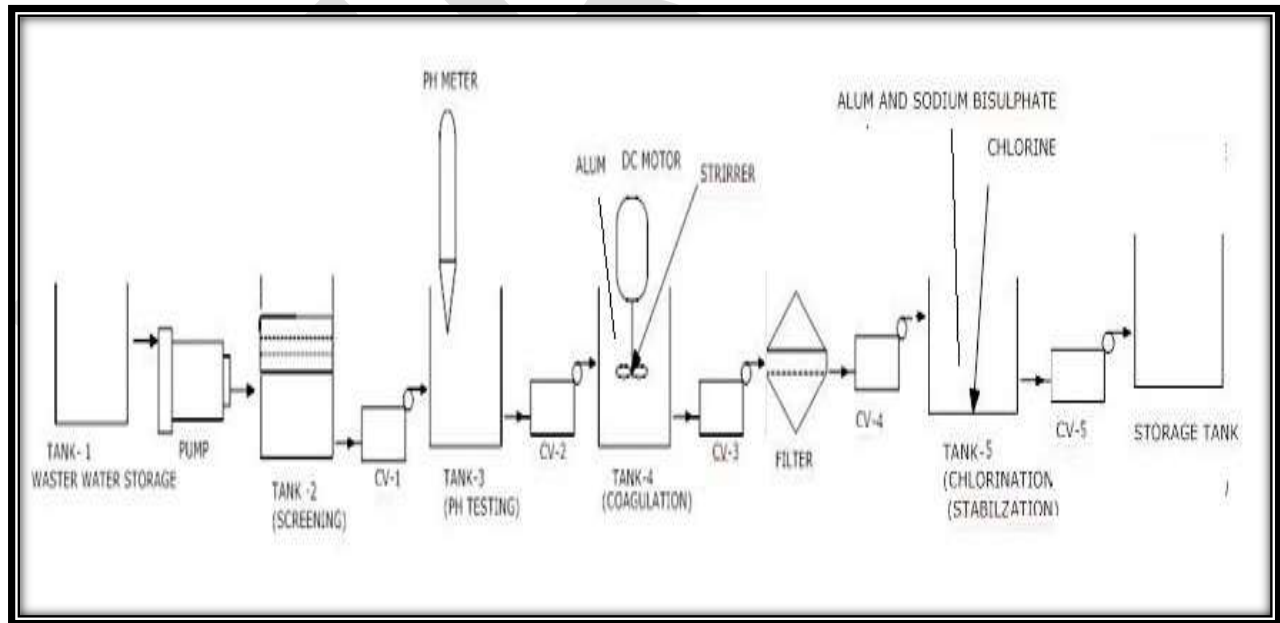 PH METER
ALUM AND SODIUM BISULPHATE
CHLORINE
ALUM
DC MOTOR
STRIRRER
TANK- 1
WASTER WATER STORAGE
PUMP
TANK -2
(SCREENING)
CV-1
TANK-3
(PH TESTING)
CV-2
TANK-4
(COAGULATION)
CV-3
FILTER
CV-4
TANK-5
(CHLORINATION
(STABILZATION)
CV-5
STORAGE TANK